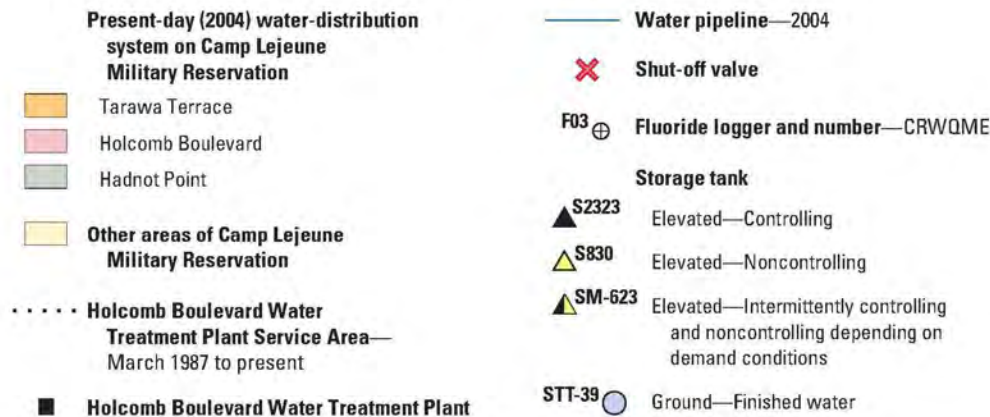 Present-day (2004) water-distribution
system on Camp Lejeune
Military Reservation
Tarawa Terrace
Holcomb Boulevard
Hadnot Point
Other areas of Camp Lejeune
Military Reservation
Holcomb Boulevard Water
Treatment Plant Service Area—
March 1987 to present
Holcomb Boulevard Water Treatment Plant
Water pipeline—2004
Shut-off valve
F03 Fluoride logger and number—CRWQME
Storage tank
S2323 Elevated—Controlling
S830 Elevated—Noncontrolling
SM-623 Elevated—Intermittently controlling
and noncontrolling depending on
demand conditions
STT-39 Ground—Finished water